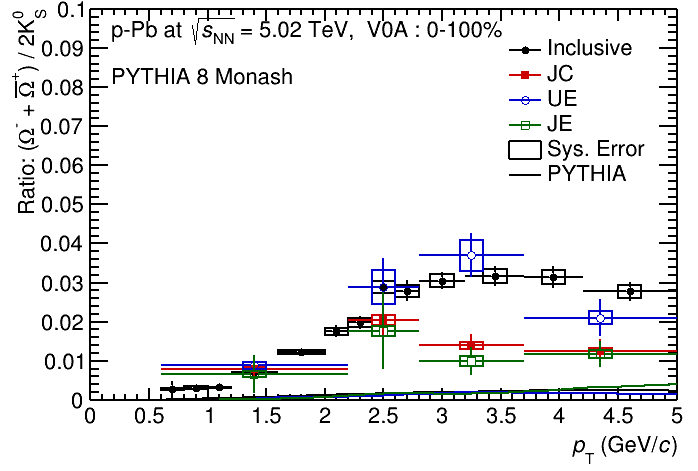 p-Pb at √s_NN = 5.02 TeV, V0A : 0-100%
PYTHIA 8 Monash
Inclusive
JC
UE
JE
Sys. Error
PYTHIA
Ratio: (Ω⁻ + Ω̅⁺) / 2K⁰_S
0.1
0.09
0.08
0.07
0.06
0.05
0.04
0.03
0.02
0.01
0
0 0.5 1 1.5 2 2.5 3 3.5 4 4.5 5
p_T (GeV/c)